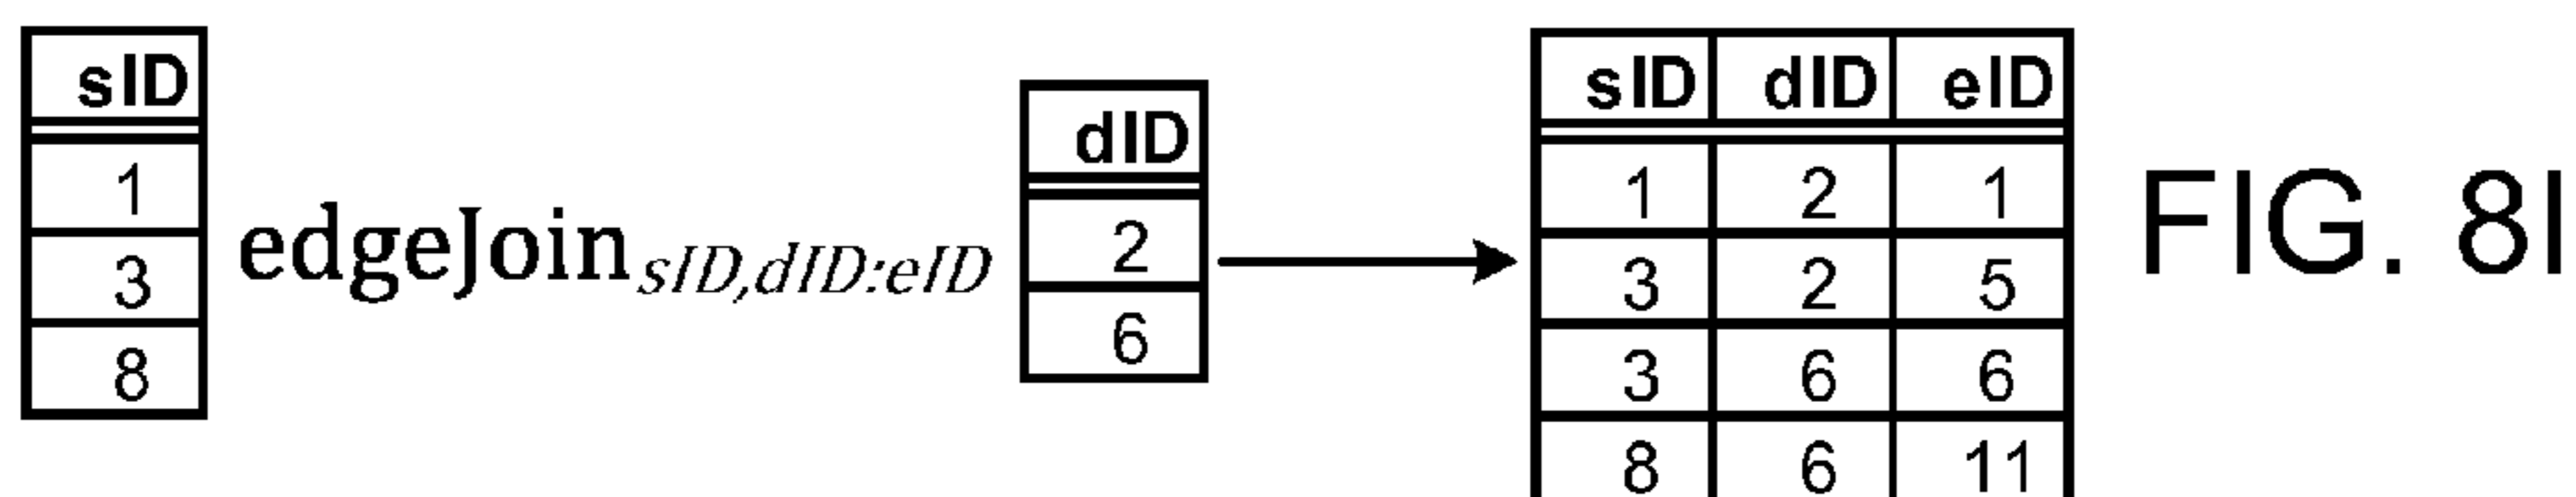 sID
1
3
8
edgeJoin sID,dID:eID
dID
2
6
sID dID eID
1 2 1
3 2 5
3 6 6
8 6 11
FIG. 8I